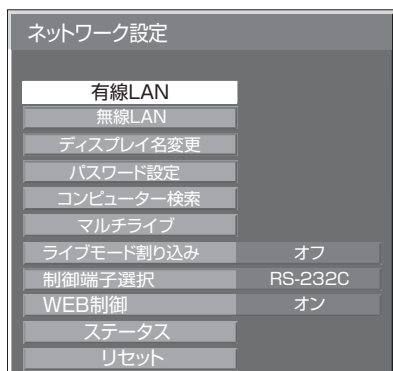 ネットワーク設定
有線LAN
無線LAN
ディスプレイ名変更
パスワード設定
コンピューター検索
マルチライブ
ライブモード割り込み オフ
制御端子選択 RS-232C
WEB制御 オン
ステータス
リセット